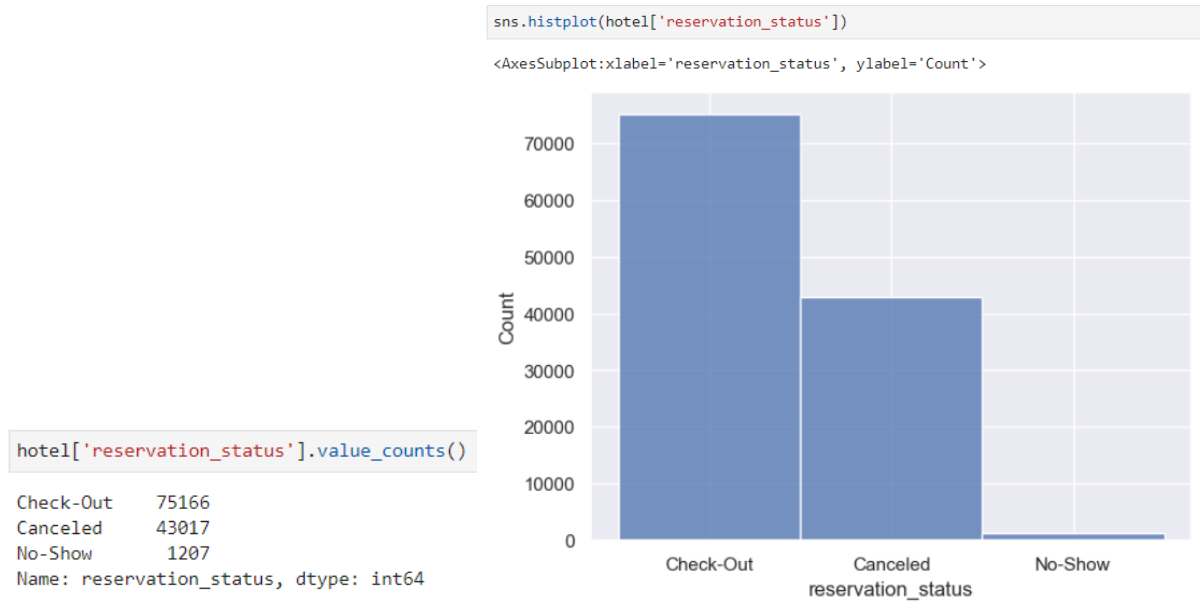 hotel['reservation_status'].value_counts()
Check-Out 75166
Canceled 43017
No-Show 1207
Name: reservation_status, dtype: int64
sns.histplot(hotel['reservation_status'])
<AxesSubplot:xlabel='reservation_status', ylabel='Count'>
70000
60000
50000
40000
30000
20000
10000
0
Count
Check-Out Canceled No-Show
reservation_status